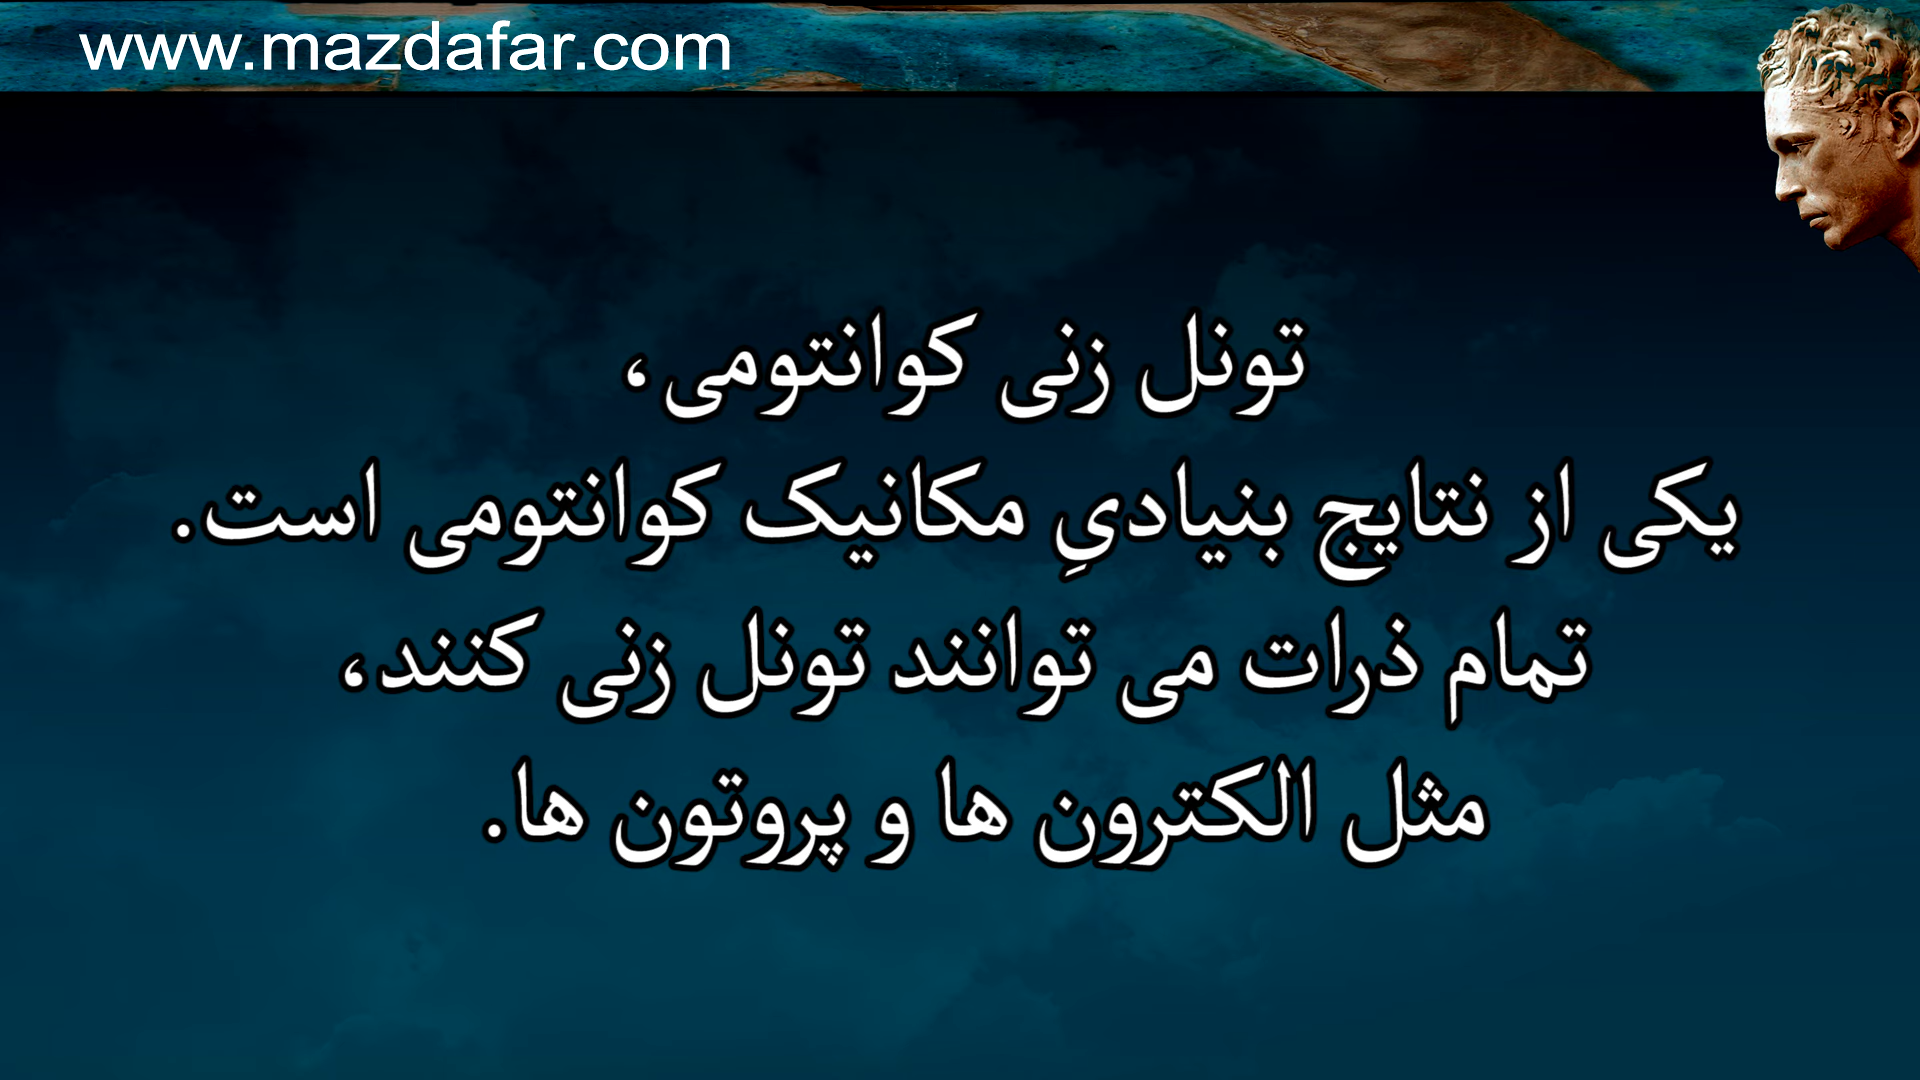 www.mazdafar.com
تونل زنی کوانتومی،
یکی از نتایج بنیادیِ مکانیک کوانتومی است.
تمام ذرات می توانند تونل زنی کنند،
مثل الکترون ها و پروتون ها.